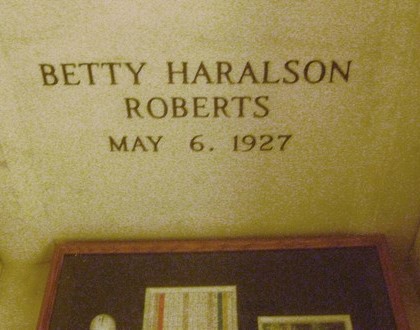 BETTY HARALSON
ROBERTS
MAY 6. 1927